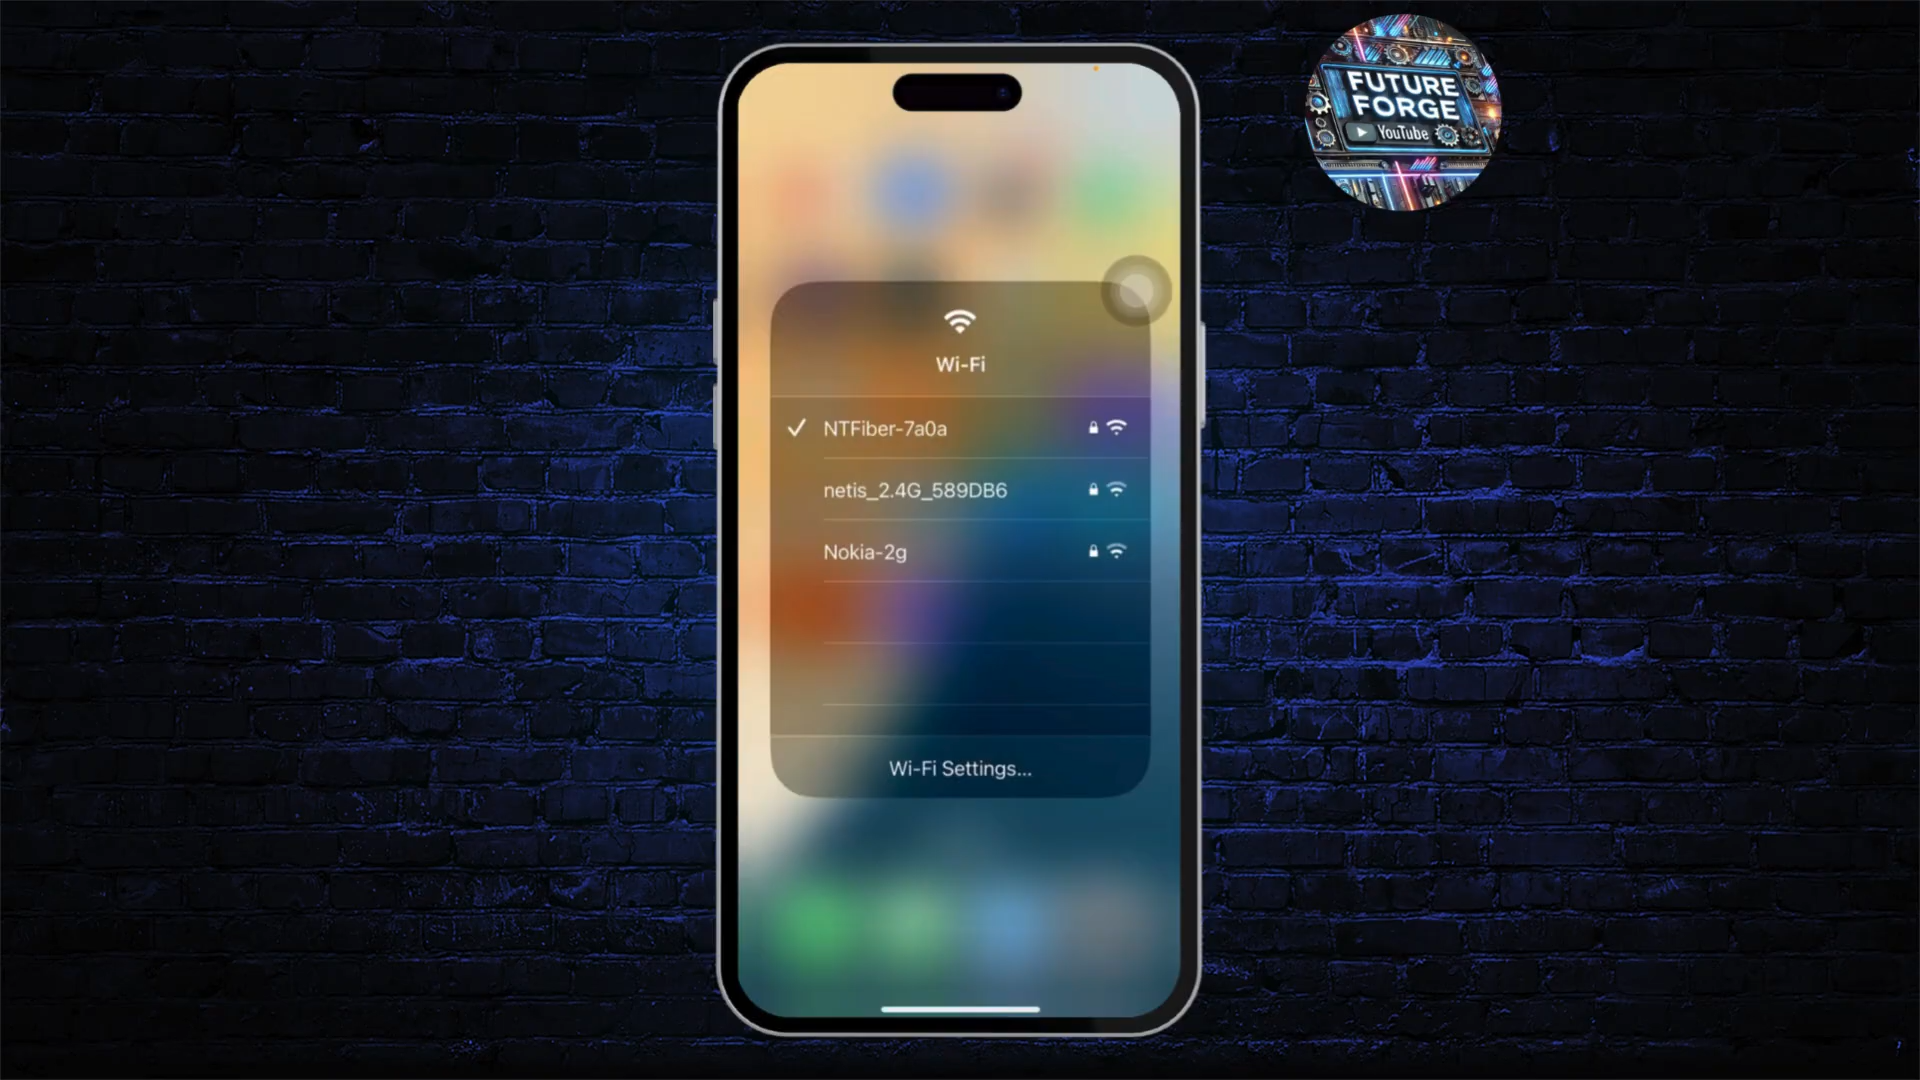 FUTURE
FORGE
YouTube
Wi-Fi
NTFiber-7a0a
netis_2.4G_589DB6
Nokia-2g
Wi-Fi Settings...